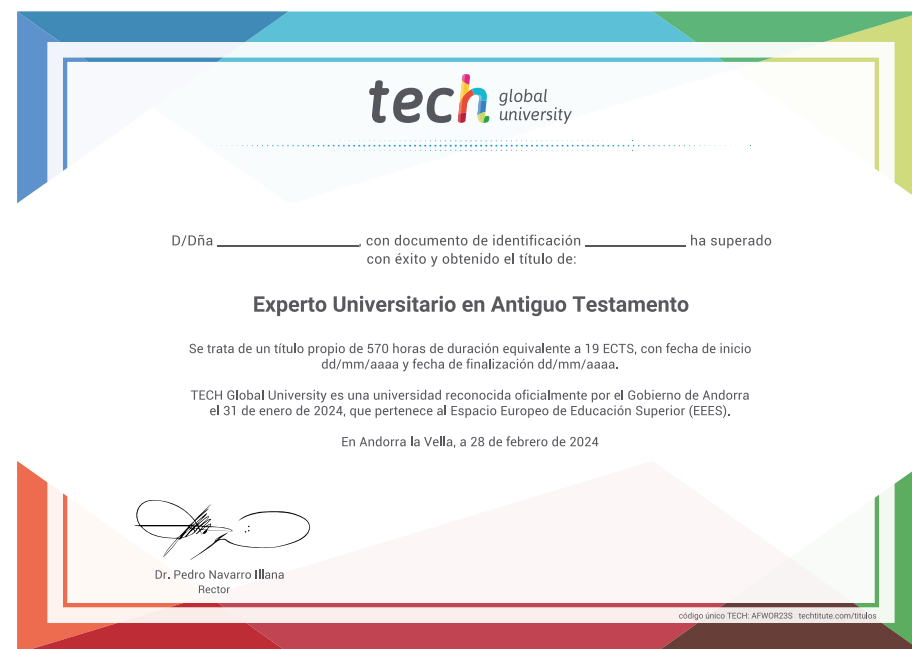 tech global
university
D/Dña ____________________, con documento de identificación ______________ ha superado
con éxito y obtenido el título de:
Experto Universitario en Antiguo Testamento
Se trata de un título propio de 570 horas de duración equivalente a 19 ECTS, con fecha de inicio
dd/mm/aaaa y fecha de finalización dd/mm/aaaa.
TECH Global University es una universidad reconocida oficialmente por el Gobierno de Andorra
el 31 de enero de 2024, que pertenece al Espacio Europeo de Educación Superior (EEES).
En Andorra la Vella, a 28 de febrero de 2024
Dr. Pedro Navarro Illana
Rector
código único TECH: AFWOR23S techtitute.com/titulos